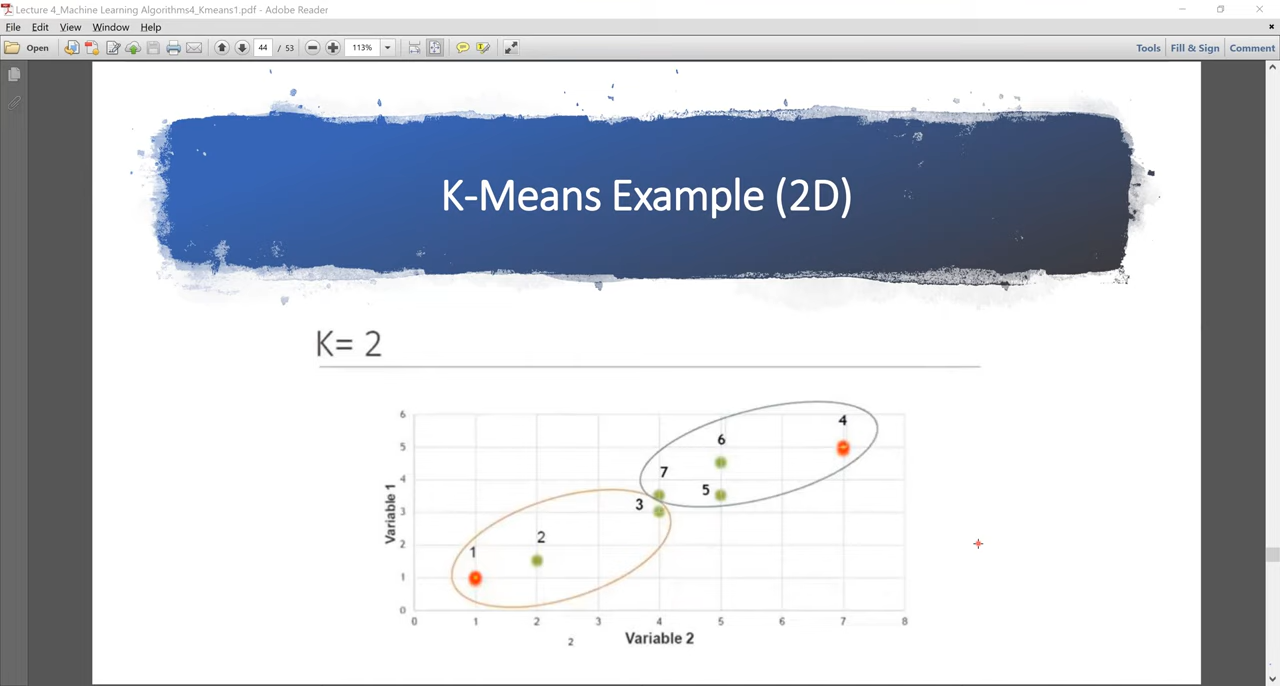 Lecture 4_Machine Learning Algorithms4_Kmeans1.pdf - Adobe Reader
File Edit View Window Help
Open 44 / 53 113% Tools Fill & Sign Comment
K-Means Example (2D)
K= 2
6
4
5
6
7
4
5
3
3
Variable 1
2
2
1
1
0
0 1 2 3 4 5 6 7 8
2
Variable 2